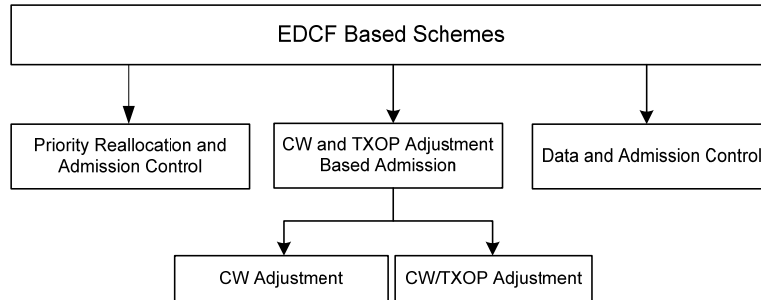 EDCF Based Schemes
Priority Reallocation and
Admission Control
CW and TXOP Adjustment
Based Admission
Data and Admission Control
CW Adjustment
CW/TXOP Adjustment